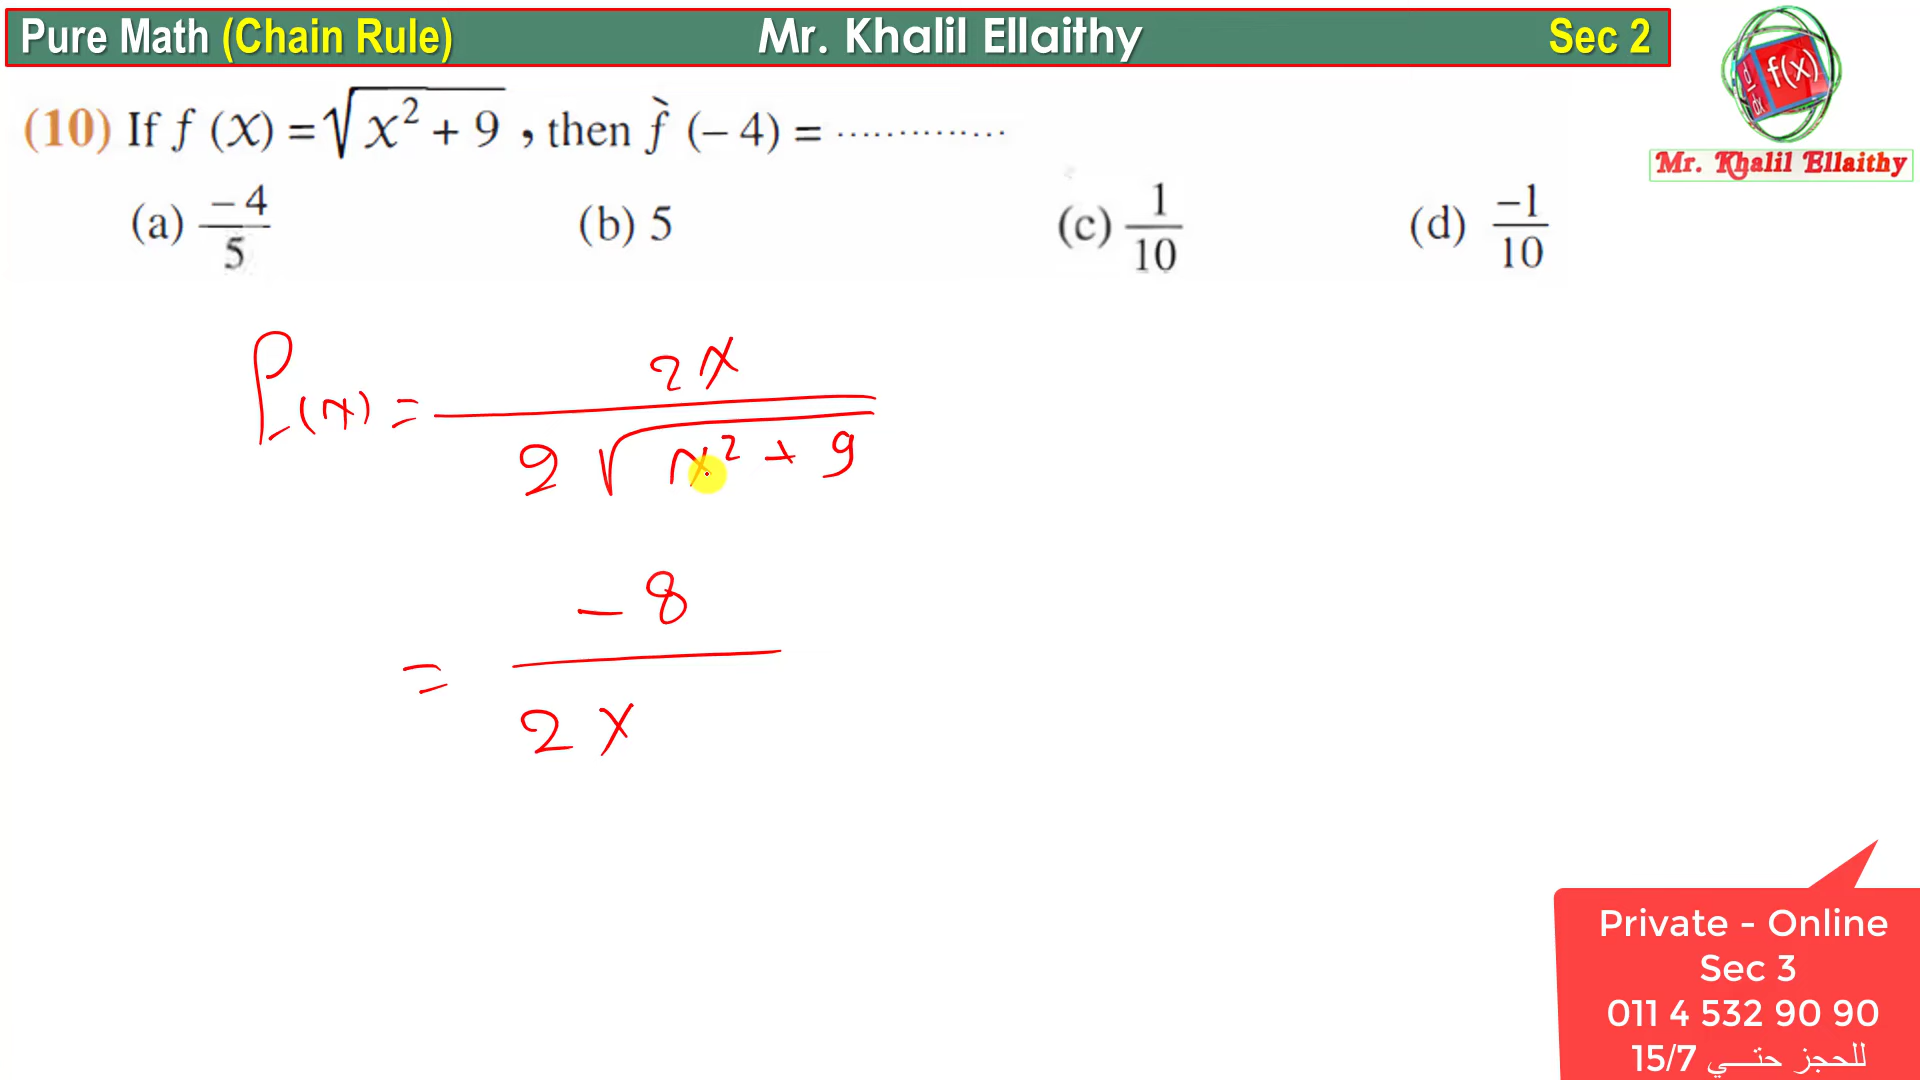 Pure Math (Chain Rule) Mr. Khalil Ellaithy Sec 2
f(x)
d
dx
Mr. Khalil Ellaithy
(10) If f (x) = √(x² + 9) , then f̀ (– 4) = ..............
(a) –4/5 (b) 5 (c) 1/10 (d) –1/10
f̀(x) = 2x / 2√(x² + 9)
= –8 / 2 ×
Private - Online
Sec 3
011 4 532 90 90
للحجز حتـــي 15/7